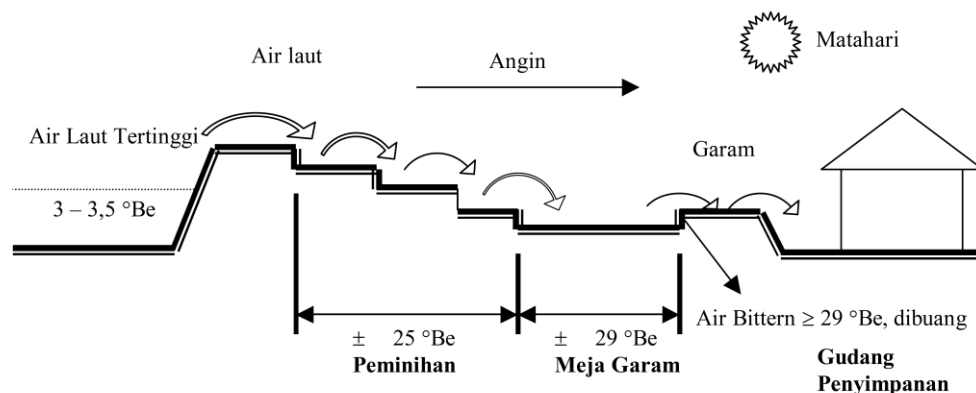 Matahari
Air laut
Angin
Air Laut Tertinggi
Garam
3 – 3,5 °Be
Air Bittern ≥ 29 °Be, dibuang
± 25 °Be
Peminihan
± 29 °Be
Meja Garam
Gudang
Penyimpanan